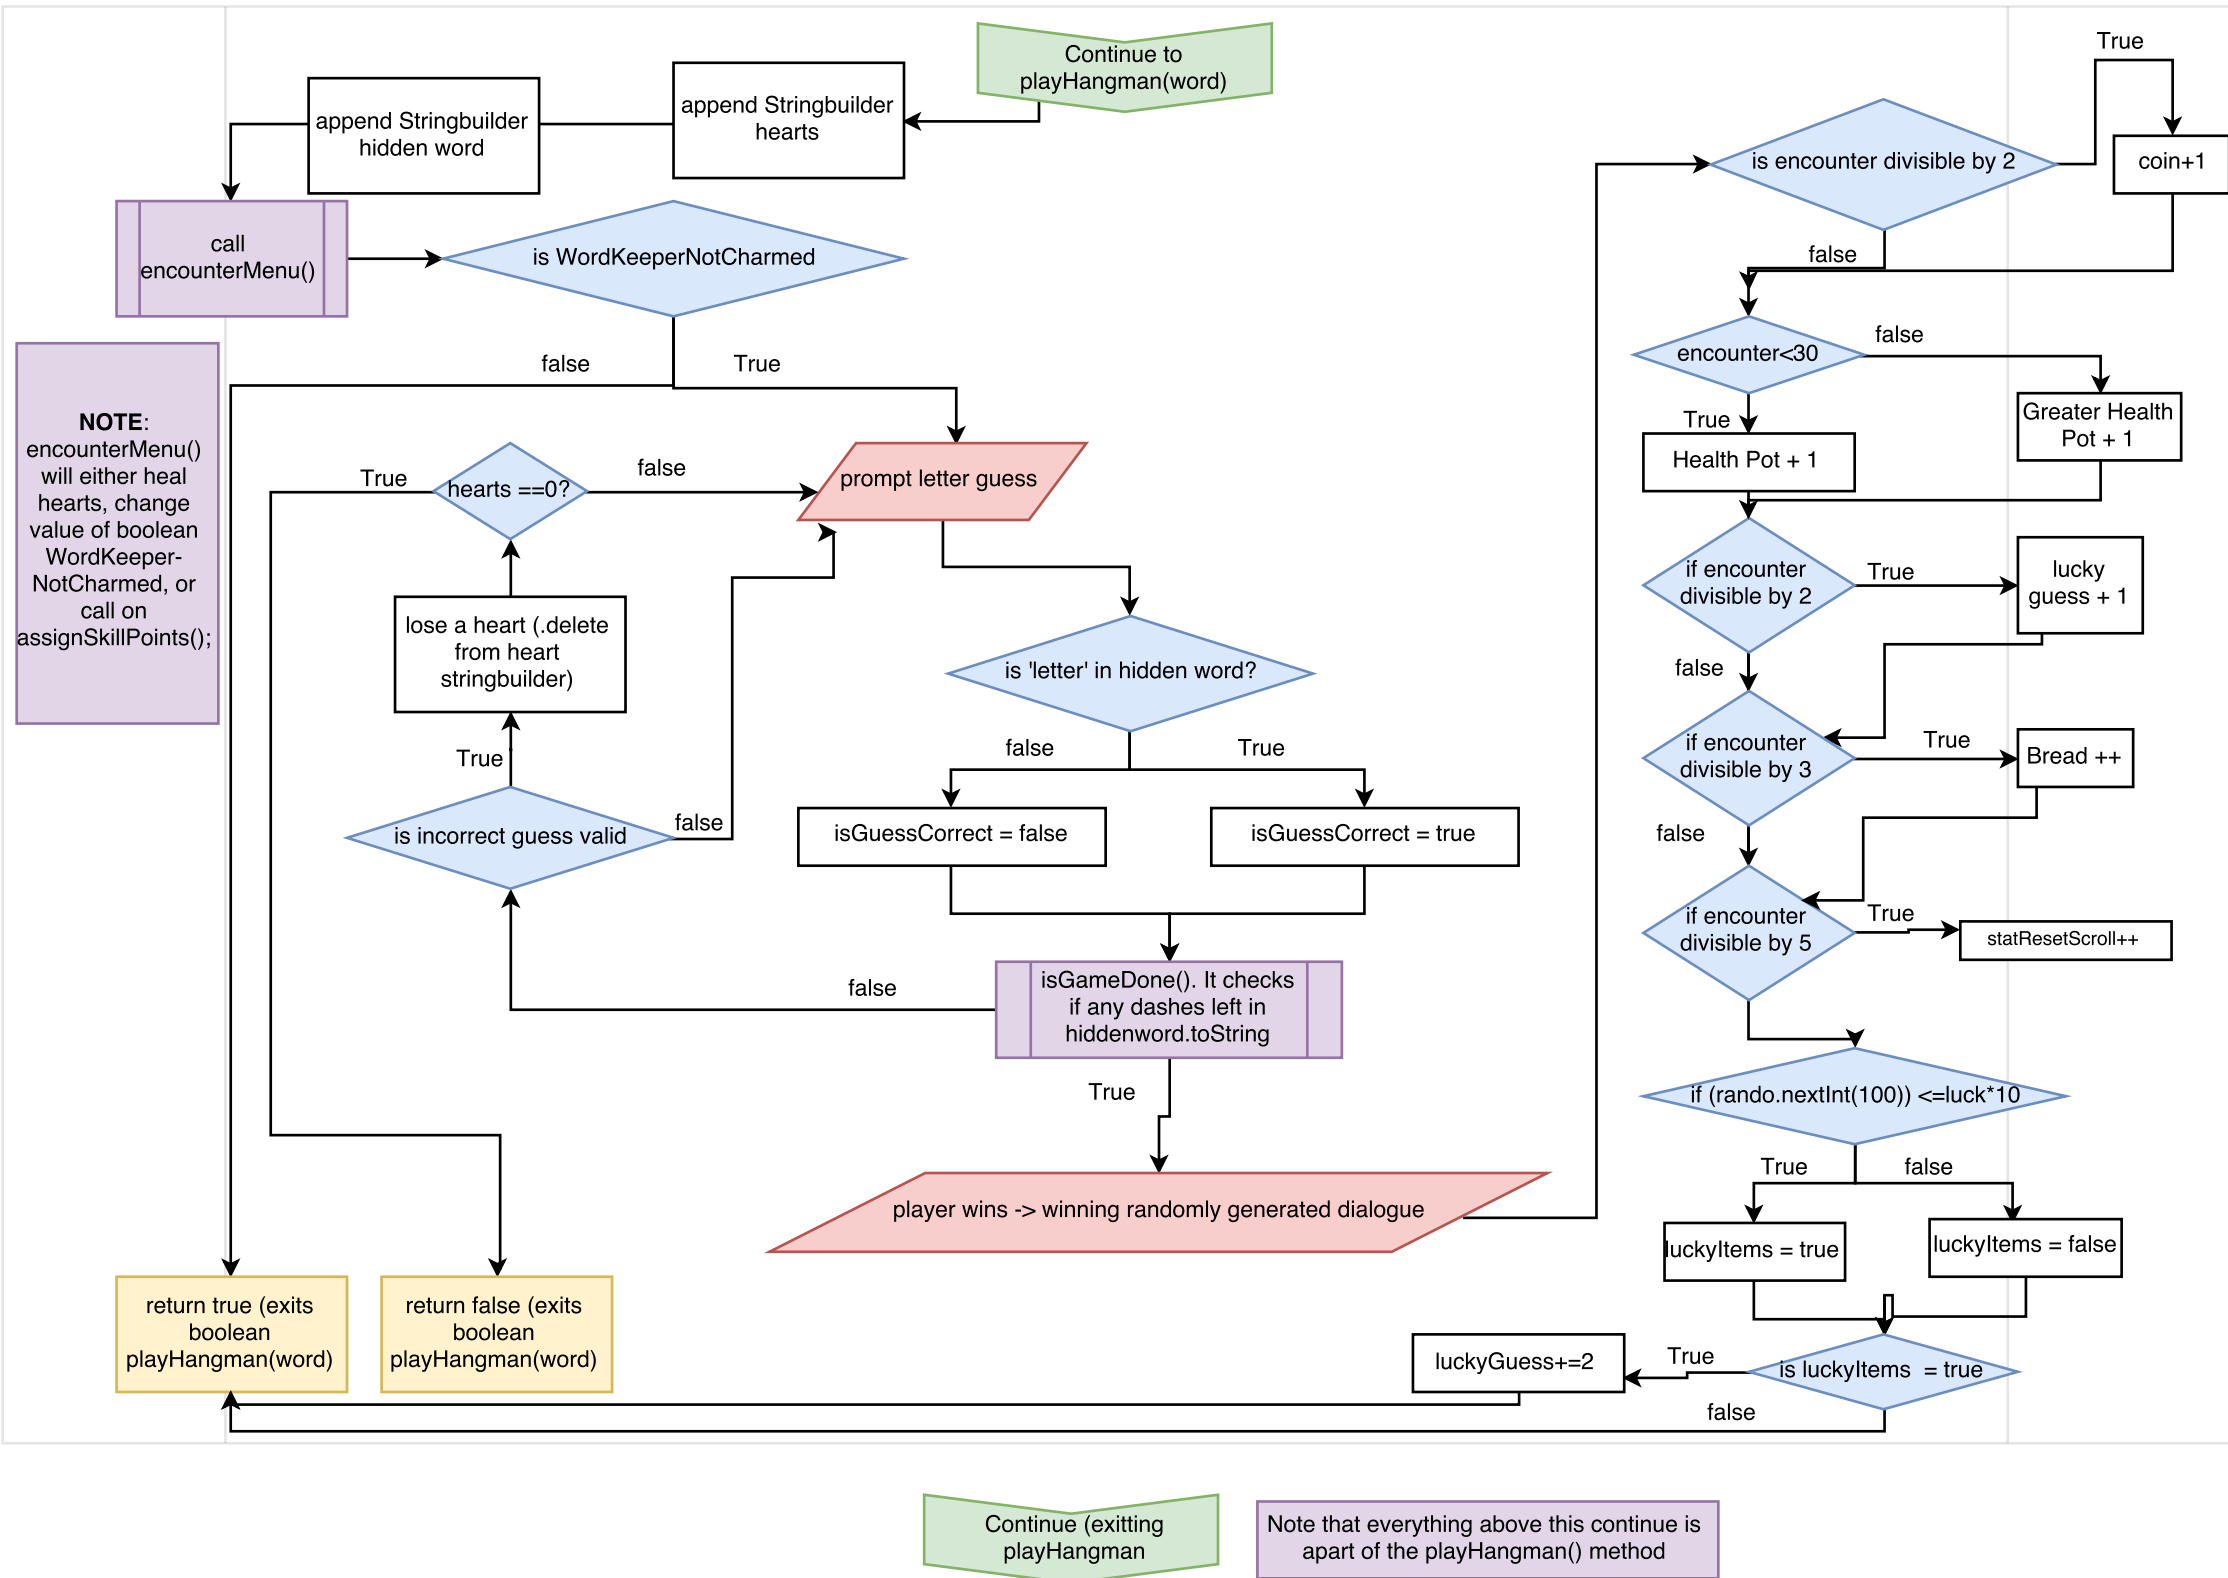 Continue to
playHangman(word)
append Stringbuilder
hearts
append Stringbuilder
hidden word
call
encounterMenu()
is WordKeeperNotCharmed
false
True
NOTE:
encounterMenu()
will either heal
hearts, change
value of boolean
WordKeeper-
NotCharmed, or
call on
assignSkillPoints();
True
hearts ==0?
false
prompt letter guess
lose a heart (.delete
from heart
stringbuilder)
True
is incorrect guess valid
false
is 'letter' in hidden word?
false
True
isGuessCorrect = false
isGuessCorrect = true
false
isGameDone(). It checks
if any dashes left in
hiddenword.toString
True
player wins -> winning randomly generated dialogue
return true (exits
boolean
playHangman(word)
return false (exits
boolean
playHangman(word)
True
is encounter divisible by 2
coin+1
false
encounter<30
false
True
Health Pot + 1
Greater Health
Pot + 1
if encounter
divisible by 2
True
lucky
guess + 1
false
if encounter
divisible by 3
True
Bread ++
false
if encounter
divisible by 5
True
statResetScroll++
if (rando.nextInt(100)) <=luck*10
True
false
luckyItems = true
luckyItems = false
luckyGuess+=2
True
is luckyItems  = true
false
Continue (exitting
playHangman
Note that everything above this continue is
apart of the playHangman() method